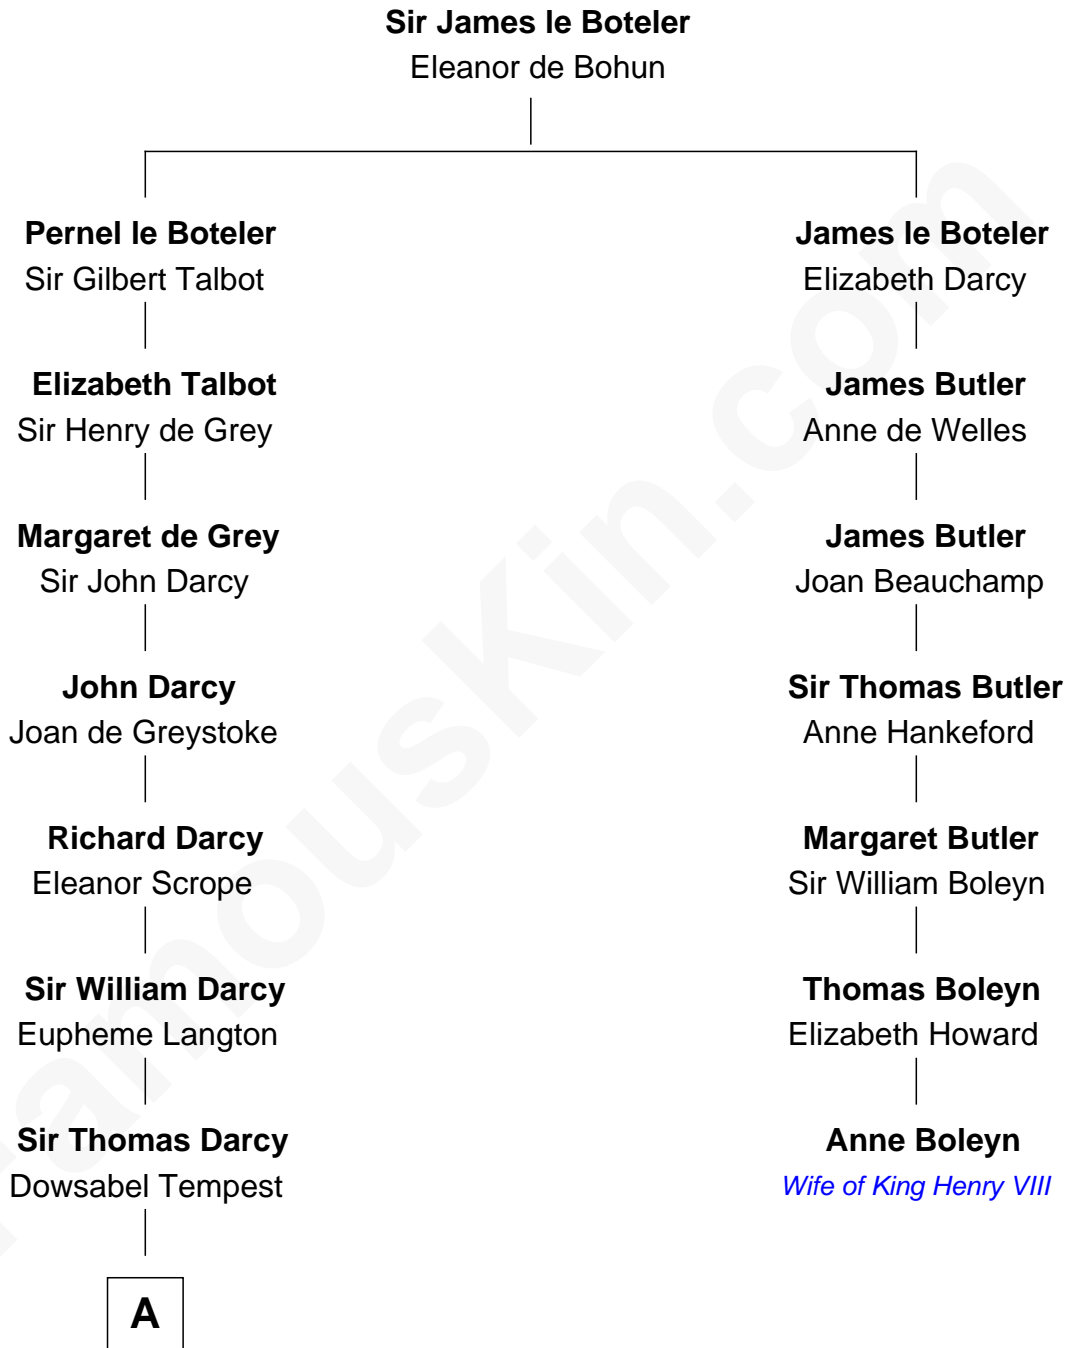 Sir James le Boteler
Eleanor de Bohun
Pernel le Boteler
Sir Gilbert Talbot
James le Boteler
Elizabeth Darcy
Elizabeth Talbot
Sir Henry de Grey
James Butler
Anne de Welles
Margaret de Grey
Sir John Darcy
James Butler
Joan Beauchamp
John Darcy
Joan de Greystoke
Sir Thomas Butler
Anne Hankeford
Richard Darcy
Eleanor Scrope
Margaret Butler
Sir William Boleyn
Sir William Darcy
Eupheme Langton
Thomas Boleyn
Elizabeth Howard
Sir Thomas Darcy
Dowsabel Tempest
Anne Boleyn
Wife of King Henry VIII
A
FamousKin.com